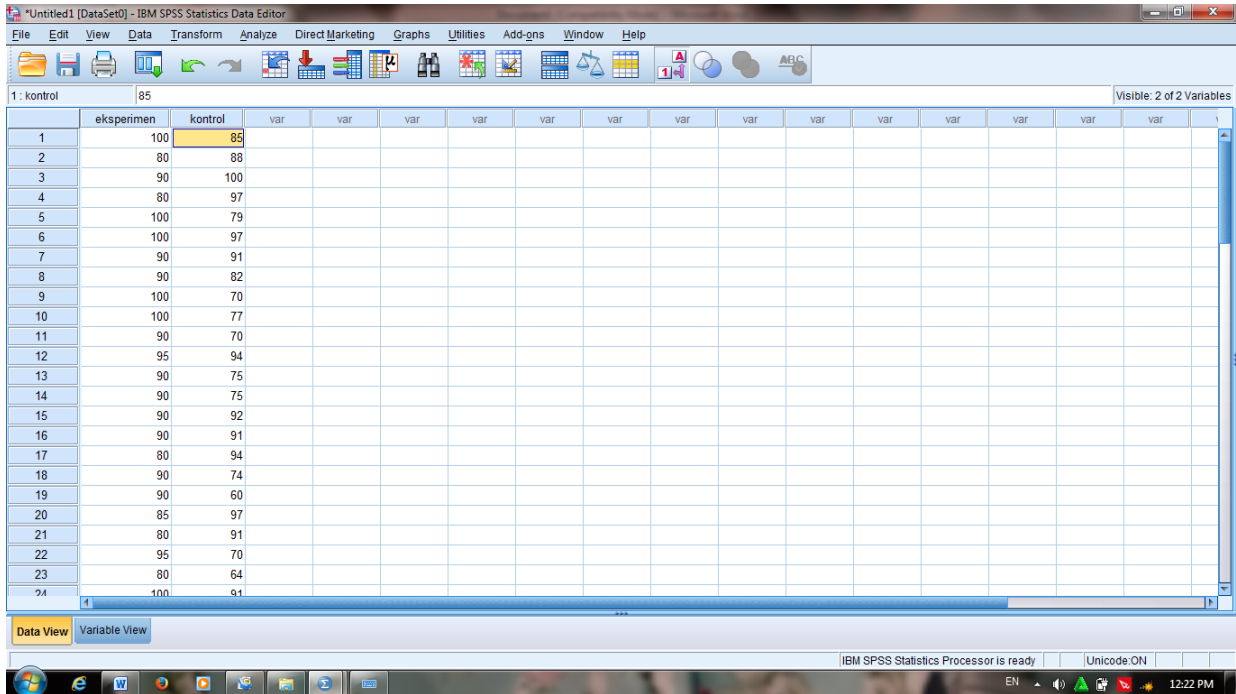 *Untitled1 [DataSet0] - IBM SPSS Statistics Data Editor
File Edit View Data Transform Analyze Direct Marketing Graphs Utilities Add-ons Window Help
1 : kontrol 85 Visible: 2 of 2 Variables
eksperimen kontrol var var var var var var var var var var var var var var
1 100 85
2 80 88
3 90 100
4 80 97
5 100 79
6 100 97
7 90 91
8 90 82
9 100 70
10 100 77
11 90 70
12 95 94
13 90 75
14 90 75
15 90 92
16 90 91
17 80 94
18 90 74
19 90 60
20 85 97
21 80 91
22 95 70
23 80 64
24 100 91
Data View Variable View
IBM SPSS Statistics Processor is ready Unicode:ON
EN 12:22 PM